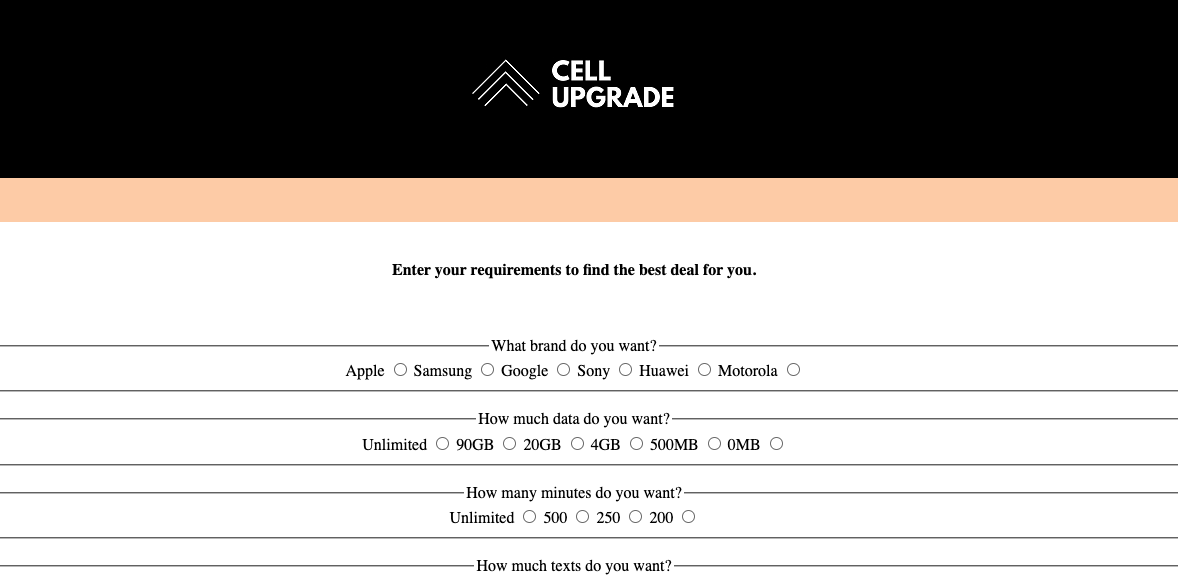 CELL
UPGRADE
Enter your requirements to find the best deal for you.
What brand do you want?
Apple Samsung Google Sony Huawei Motorola
How much data do you want?
Unlimited 90GB 20GB 4GB 500MB 0MB
How many minutes do you want?
Unlimited 500 250 200
How much texts do you want?